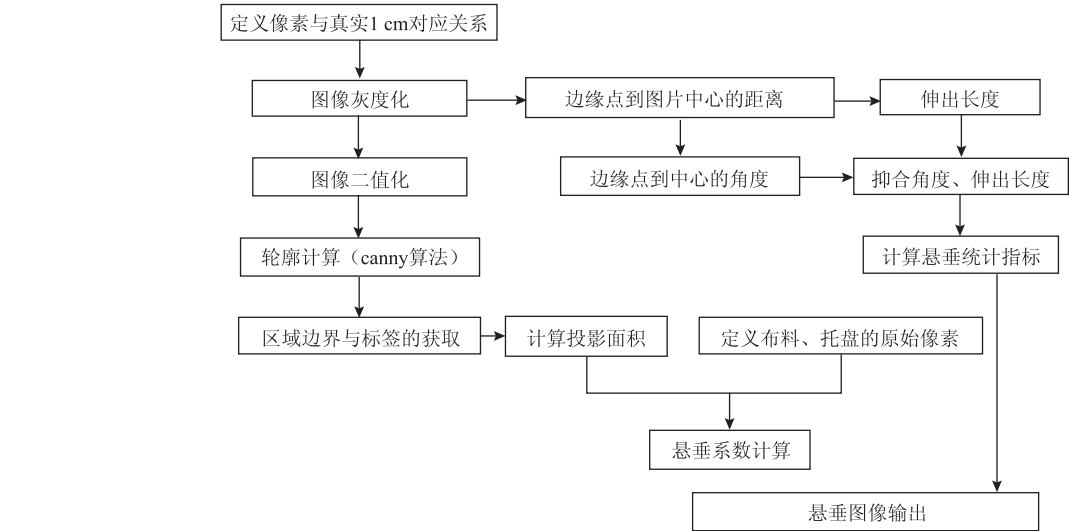 定义像素与真实1 cm对应关系
图像灰度化
边缘点到图片中心的距离
伸出长度
图像二值化
边缘点到中心的角度
抑合角度、伸出长度
轮廓计算（canny算法）
计算悬垂统计指标
区域边界与标签的获取
计算投影面积
定义布料、托盘的原始像素
悬垂系数计算
悬垂图像输出